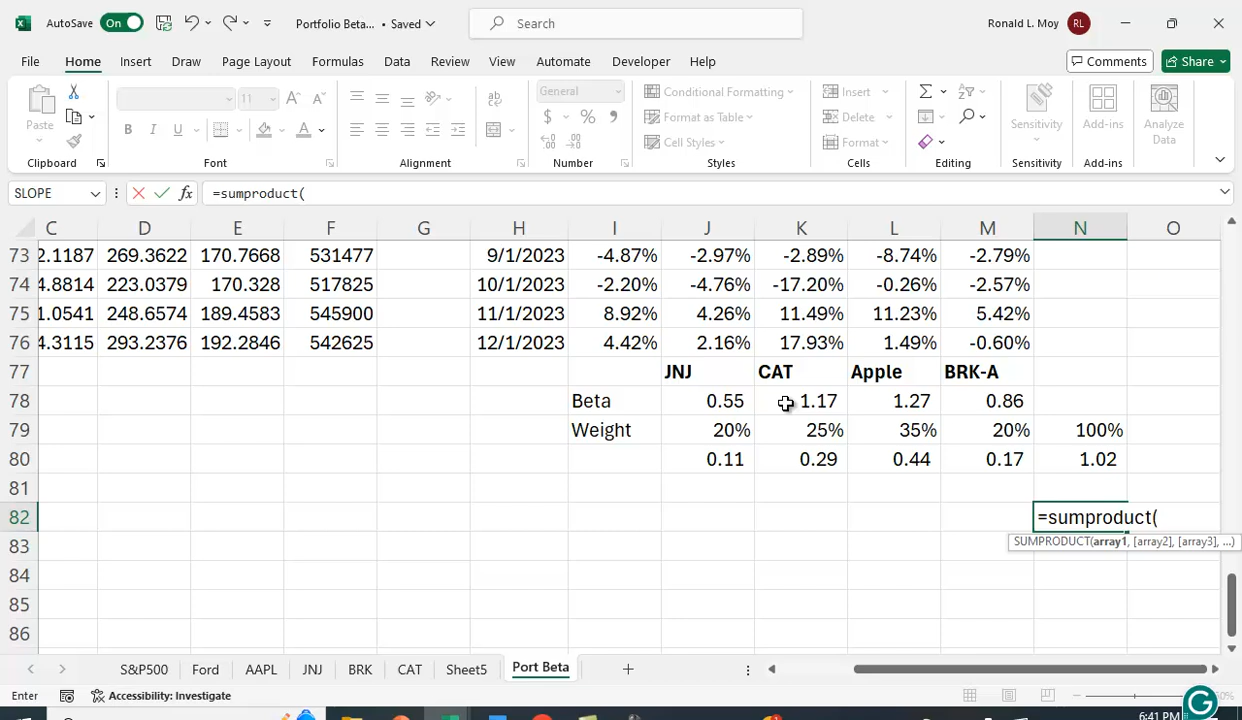 AutoSave On Portfolio Beta... • Saved Search Ronald L. Moy RL
File Home Insert Draw Page Layout Formulas Data Review View Automate Developer Help Comments Share
Paste
11 A A
B I U A
ab
General
$ % 9
Conditional Formatting
Format as Table
Cell Styles
Insert
Delete
Format
Σ
Sensitivity
Add-ins
Analyze Data
Clipboard Font Alignment Number Styles Cells Editing Sensitivity Add-ins
SLOPE fx =sumproduct(
C D E F G H I J K L M N O
73 2.1187 269.3622 170.7668 531477 9/1/2023 -4.87% -2.97% -2.89% -8.74% -2.79%
74 4.8814 223.0379 170.328 517825 10/1/2023 -2.20% -4.76% -17.20% -0.26% -2.57%
75 1.0541 248.6574 189.4583 545900 11/1/2023 8.92% 4.26% 11.49% 11.23% 5.42%
76 4.3115 293.2376 192.2846 542625 12/1/2023 4.42% 2.16% 17.93% 1.49% -0.60%
77 JNJ CAT Apple BRK-A
78 Beta 0.55 1.17 1.27 0.86
79 Weight 20% 25% 35% 20% 100%
80 0.11 0.29 0.44 0.17 1.02
81
82 =sumproduct(
83 SUMPRODUCT(array1, [array2], [array3], ...)
84
85
86
S&P500 Ford AAPL JNJ BRK CAT Sheet5 Port Beta
Enter Accessibility: Investigate
6:41 PM